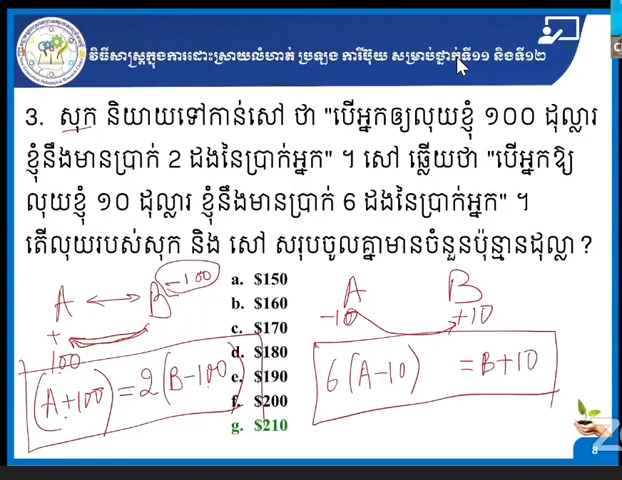 វិធីសាស្ត្រក្នុងការដោះស្រាយលំហាត់ ប្រឡង ការីប៊ុយ សម្រាប់ថ្នាក់ទី១១ និងទី១២
3. សុក និយាយទៅកាន់សៅ ថា "បើអ្នកឲ្យលុយខ្ញុំ ១០០ ដុល្លារ
ខ្ញុំនឹងមានប្រាក់ 2 ដងនៃប្រាក់អ្នក" ។ សៅ ឆ្លើយថា "បើអ្នកឱ្យ
លុយខ្ញុំ ១០ ដុល្លារ ខ្ញុំនឹងមានប្រាក់ 6 ដងនៃប្រាក់អ្នក" ។
តើលុយរបស់សុក និង សៅ សរុបចូលគ្នាមានចំនួនប៉ុន្មានដុល្លា ?
a. $150
b. $160
c. $170
d. $180
e. $190
f. $200
g. $210
A ↔ B -100
+
100
(A+100) = 2(B-100)
A B
-10 +10
6(A-10) = B+10
8